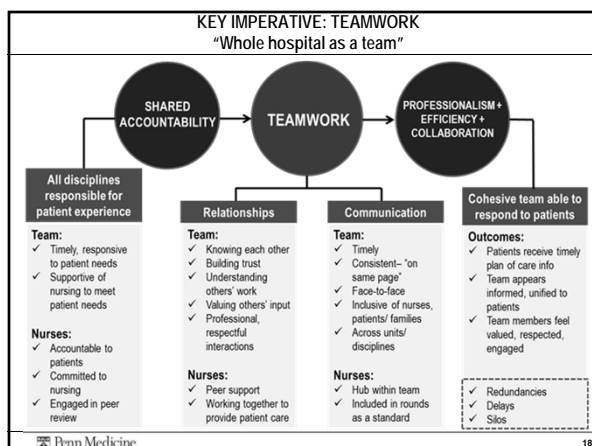 KEY IMPERATIVE: TEAMWORK
“Whole hospital as a team”
SHARED
ACCOUNTABILITY
TEAMWORK
PROFESSIONALISM +
EFFICIENCY +
COLLABORATION
All disciplines
responsible for
patient experience
Team:
✓ Timely, responsive
to patient needs
✓ Supportive of
nursing to meet
patient needs
Nurses:
✓ Accountable to
patients
✓ Committed to
nursing
✓ Engaged in peer
review
Relationships
Team:
✓ Knowing each other
✓ Building trust
✓ Understanding
others’ work
✓ Valuing others’ input
✓ Professional,
respectful
interactions
Nurses:
✓ Peer support
✓ Working together to
provide patient care
Communication
Team:
✓ Timely
✓ Consistent– “on
same page”
✓ Face-to-face
✓ Inclusive of nurses,
patients/ families
✓ Across units/
disciplines
Nurses:
✓ Hub within team
✓ Included in rounds
as a standard
Cohesive team able to
respond to patients
Outcomes:
✓ Patients receive timely
plan of care info
✓ Team appears
informed, unified to
patients
✓ Team members feel
valued, respected,
engaged
✓ Redundancies
✓ Delays
✓ Silos
Penn Medicine
18